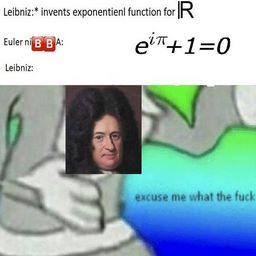 Leibniz:* invents exponentienl function for ℝ
Euler ni🅱️🅱️A:
e^{iπ}+1=0
Leibniz:
excuse me what the fuck